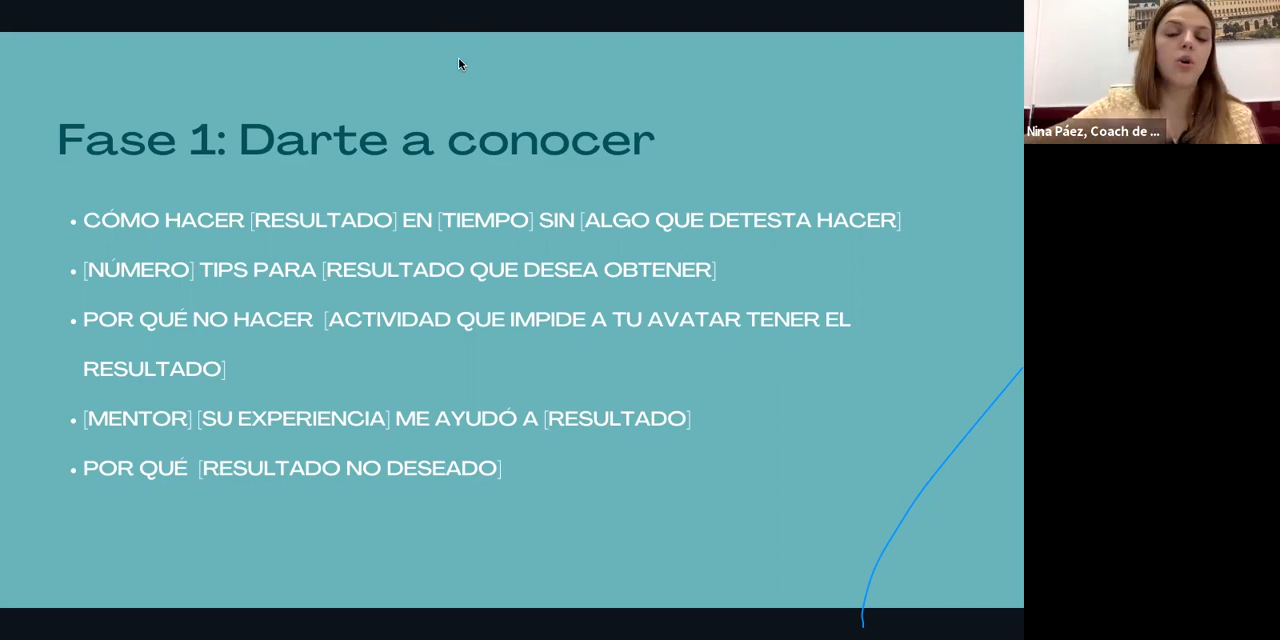 Fase 1: Darte a conocer
• CÓMO HACER [RESULTADO] EN [TIEMPO] SIN [ALGO QUE DETESTA HACER]
• [NÚMERO] TIPS PARA [RESULTADO QUE DESEA OBTENER]
• POR QUÉ NO HACER [ACTIVIDAD QUE IMPIDE A TU AVATAR TENER EL
RESULTADO]
• [MENTOR] [SU EXPERIENCIA] ME AYUDÓ A [RESULTADO]
• POR QUÉ [RESULTADO NO DESEADO]
Nina Páez, Coach de ...